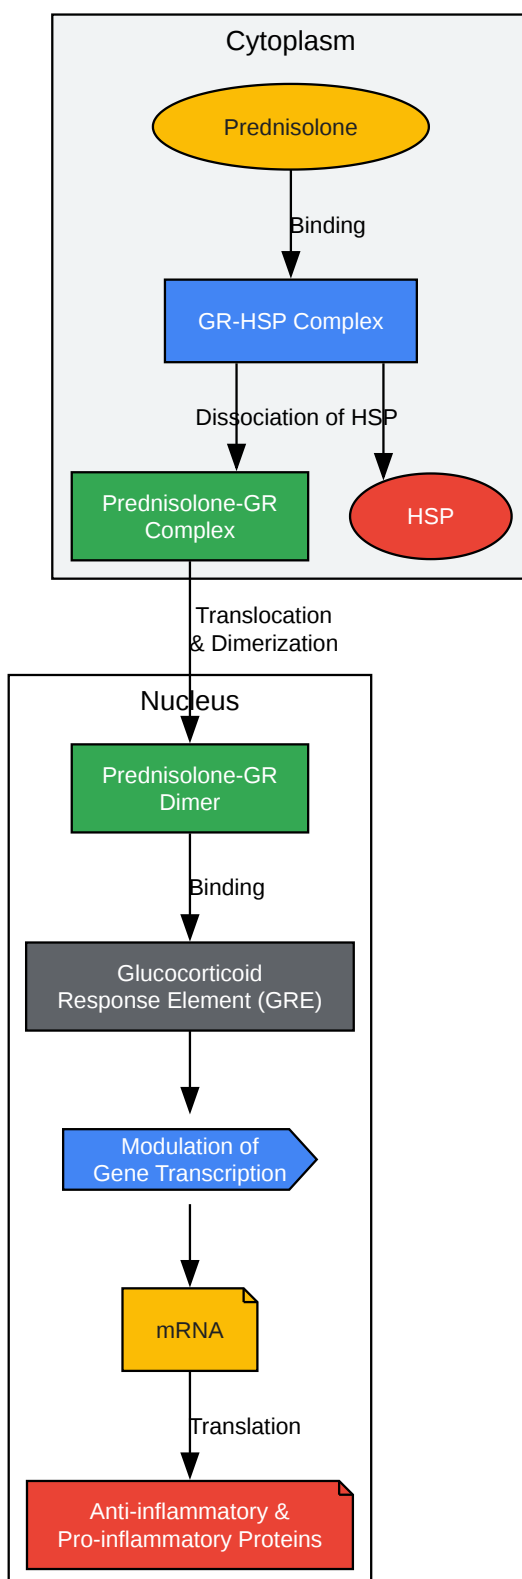 Cytoplasm
Prednisolone
Binding
GR-HSP Complex
Dissociation of HSP
Prednisolone-GR
Complex
HSP
Translocation
& Dimerization
Nucleus
Prednisolone-GR
Dimer
Binding
Glucocorticoid
Response Element (GRE)
Modulation of
Gene Transcription
mRNA
Translation
Anti-inflammatory &
Pro-inflammatory Proteins